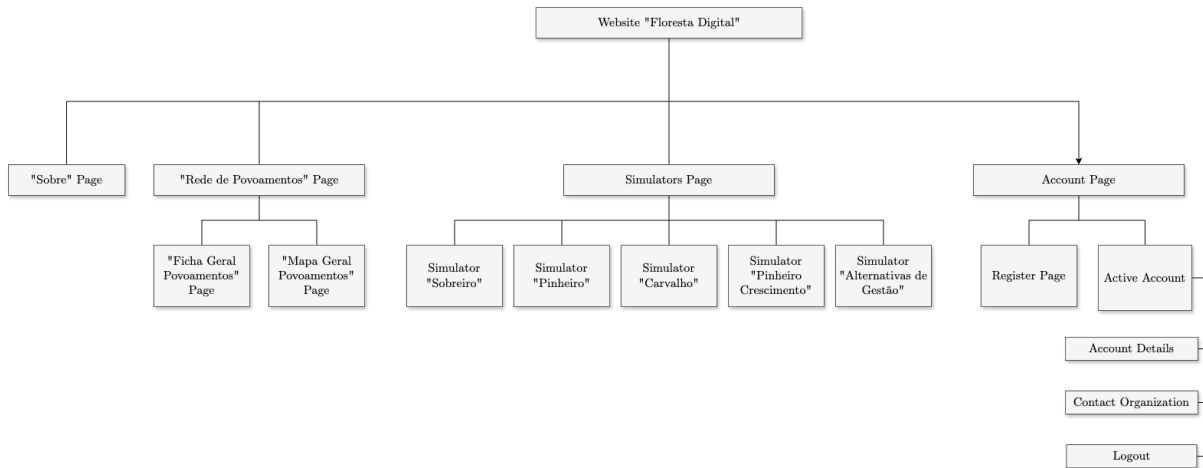 Website "Floresta Digital"
"Sobre" Page
"Rede de Povoamentos" Page
Simulators Page
Account Page
"Ficha Geral
Povoamentos"
Page
"Mapa Geral
Povoamentos"
Page
Simulator
"Sobreiro"
Simulator
"Pinheiro"
Simulator
"Carvalho"
Simulator
"Pinheiro
Crescimento"
Simulator
"Alternativas de
Gestão"
Register Page
Active Account
Account Details
Contact Organization
Logout